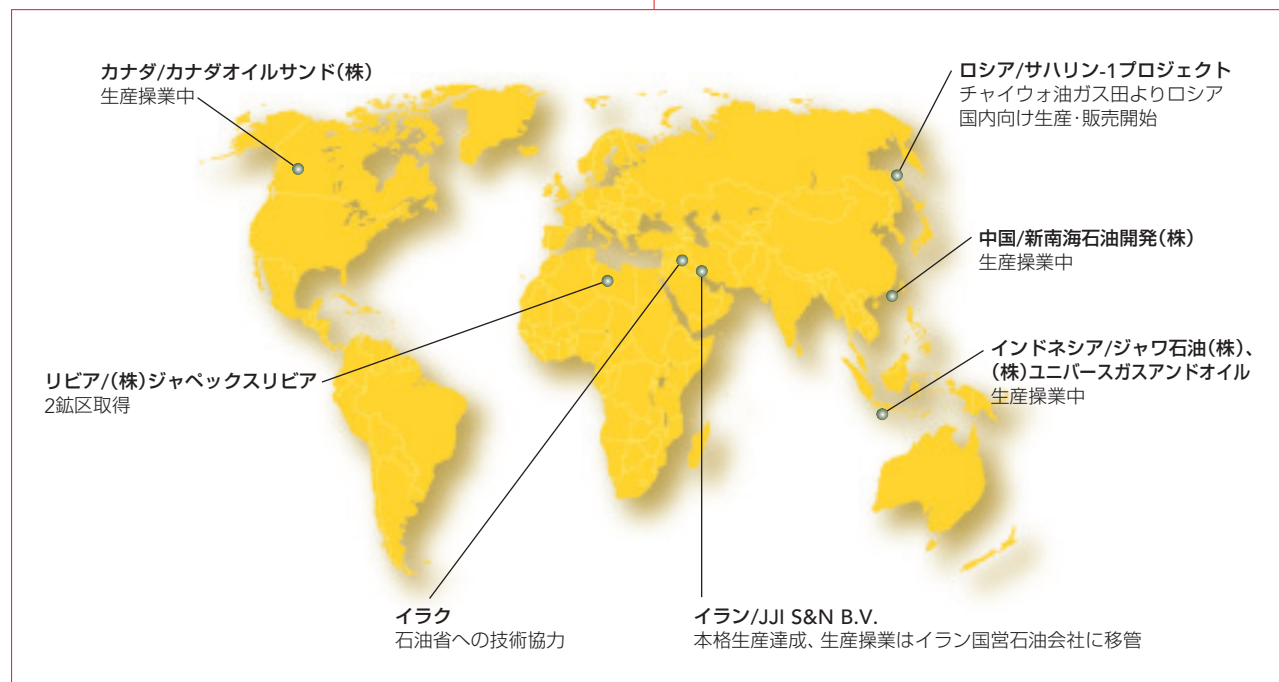 カナダ/カナダオイルサンド(株)
生産操業中
ロシア/サハリン-1プロジェクト
チャイウォ油ガス田よりロシア
国内向け生産・販売開始
中国/新南海石油開発(株)
生産操業中
インドネシア/ジャワ石油(株)、
(株)ユニバースガスアンドオイル
生産操業中
リビア/(株)ジャペックスリビア
2鉱区取得
イラク
石油省への技術協力
イラン/JJI S&N B.V.
本格生産達成、生産操業はイラン国営石油会社に移管